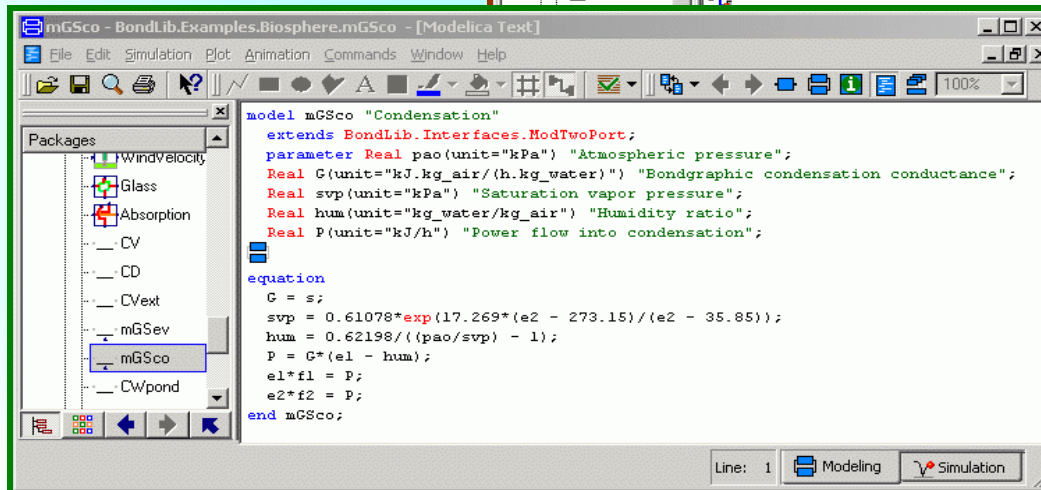 mGSco - BondLib.Examples.Biosphere.mGSco - [Modelica Text]
File Edit Simulation Plot Animation Commands Window Help
100%
Packages
WindVelocity
Glass
Absorption
CV
CD
CVext
mGSev
mGSco
CWpond
model mGSco "Condensation"
extends BondLib.Interfaces.ModTwoPort;
parameter Real pao(unit="kPa") "Atmospheric pressure";
Real G(unit="kJ.kg_air/(h.kg_water)") "Bondgraphic condensation conductance";
Real svp(unit="kPa") "Saturation vapor pressure";
Real hum(unit="kg_water/kg_air") "Humidity ratio";
Real P(unit="kJ/h") "Power flow into condensation";
equation
G = s;
svp = 0.61078*exp(17.269*(e2 - 273.15)/(e2 - 35.85));
hum = 0.62198/((pao/svp) - 1);
P = G*(e1 - hum);
e1*f1 = P;
e2*f2 = P;
end mGSco;
Line: 1 Modeling Simulation